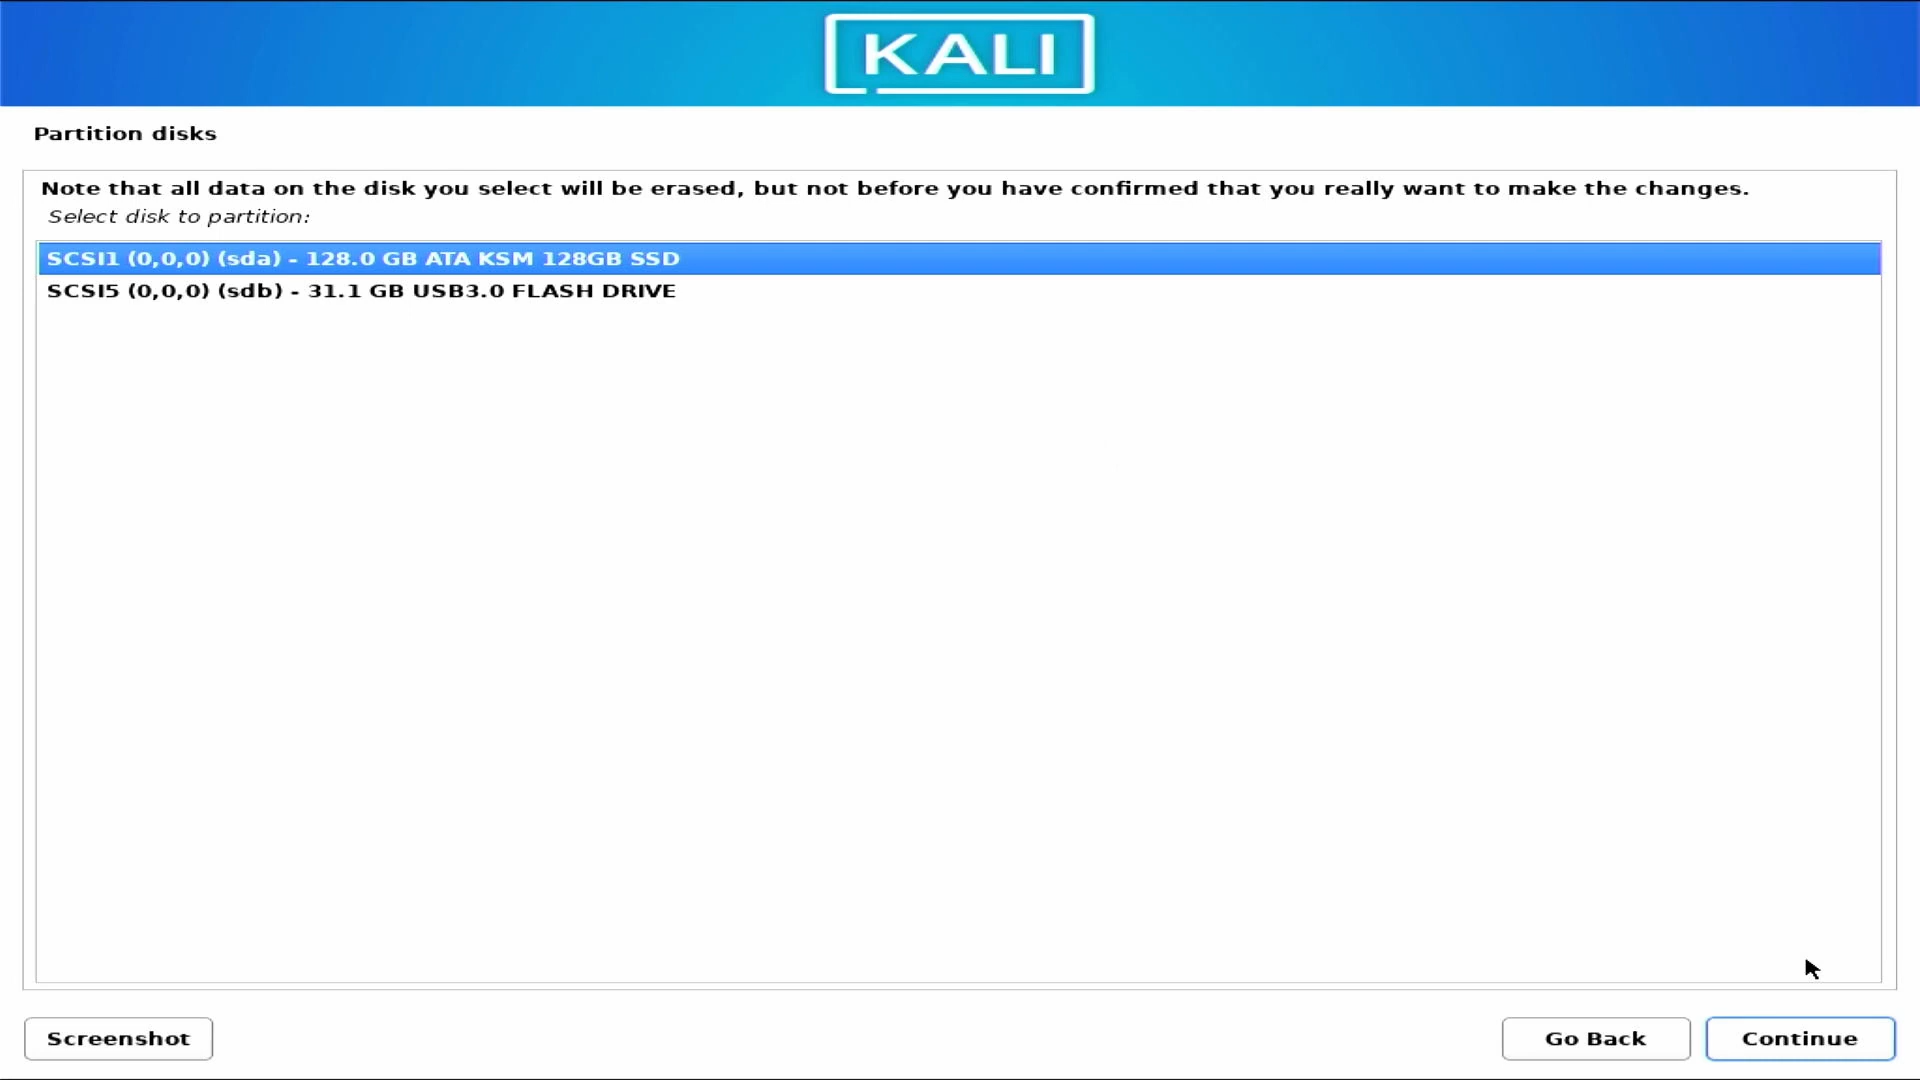 KALI
Partition disks
Note that all data on the disk you select will be erased, but not before you have confirmed that you really want to make the changes.
Select disk to partition:
SCSI1 (0,0,0) (sda) - 128.0 GB ATA KSM 128GB SSD
SCSI5 (0,0,0) (sdb) - 31.1 GB USB3.0 FLASH DRIVE
Screenshot
Go Back
Continue